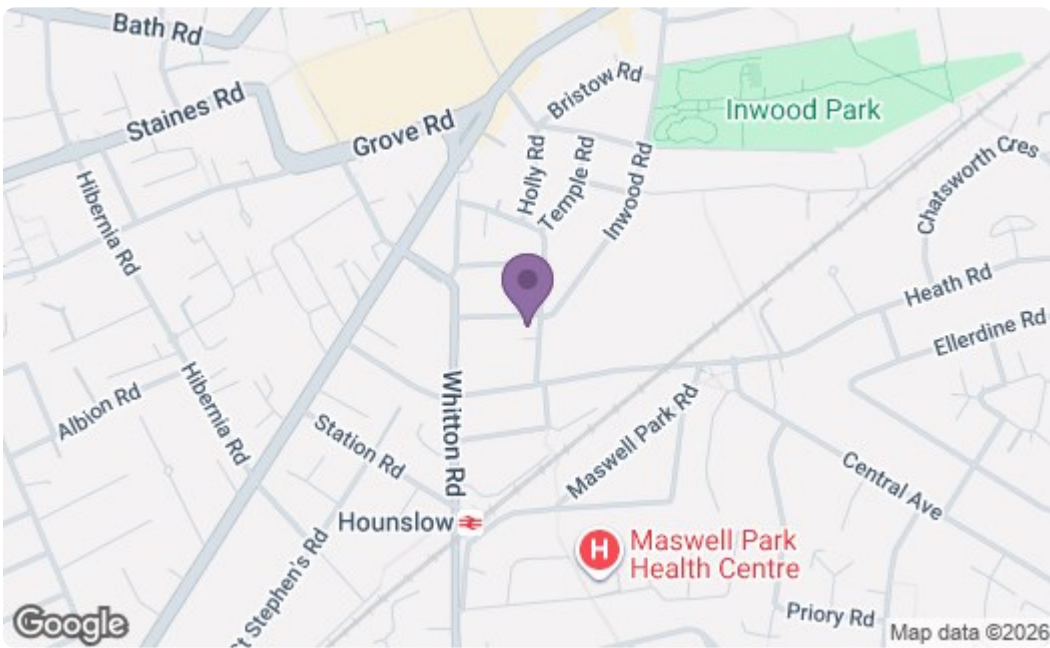 Bath Rd
Staines Rd
Grove Rd
Bristow Rd
Inwood Park
Holly Rd
Temple Rd
Inwood Rd
Chatsworth Cres
Hibernia Rd
Heath Rd
Ellerdine Rd
Albion Rd
Hibernia Rd
Whitton Rd
Station Rd
Maswell Park Rd
Central Ave
Hounslow
H
Maswell Park
Health Centre
t Stephen's Rd
Priory Rd
Google
Map data ©2026